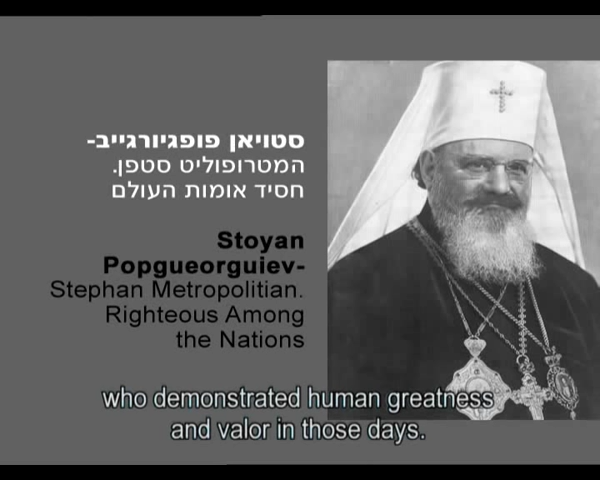 סטויאן פופגיורגייב-
המטרופוליט סטפן.
חסיד אומות העולם
Stoyan
Popgueorguiev-
Stephan Metropolitian.
Righteous Among
the Nations
who demonstrated human greatness
and valor in those days.